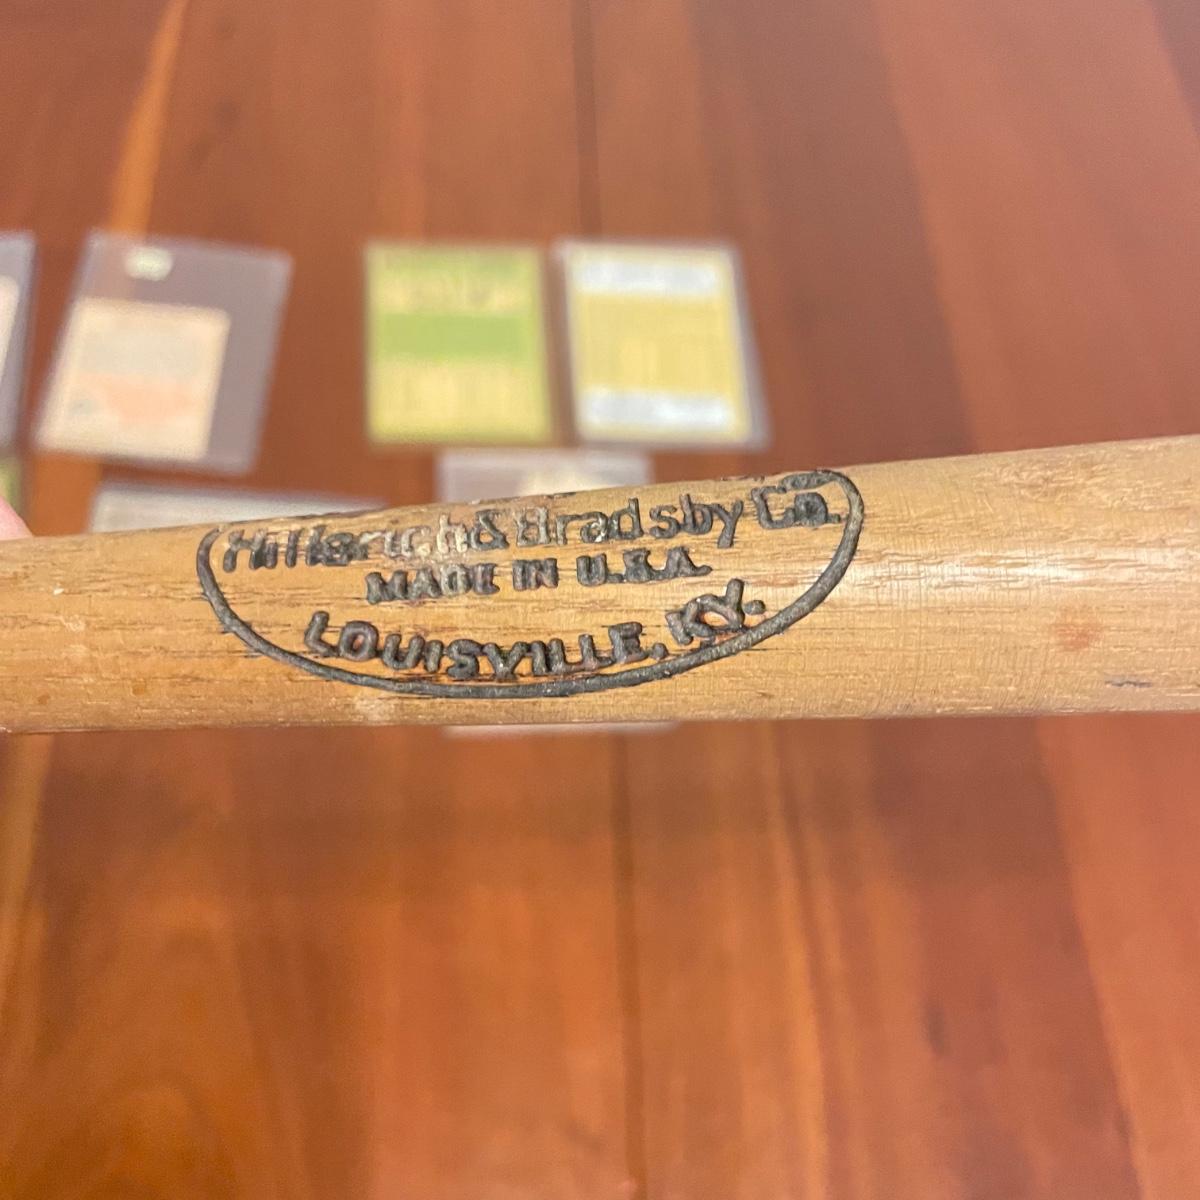 Hillerich & Bradsby Co.
MADE IN U.S.A.
LOUISVILLE, KY.